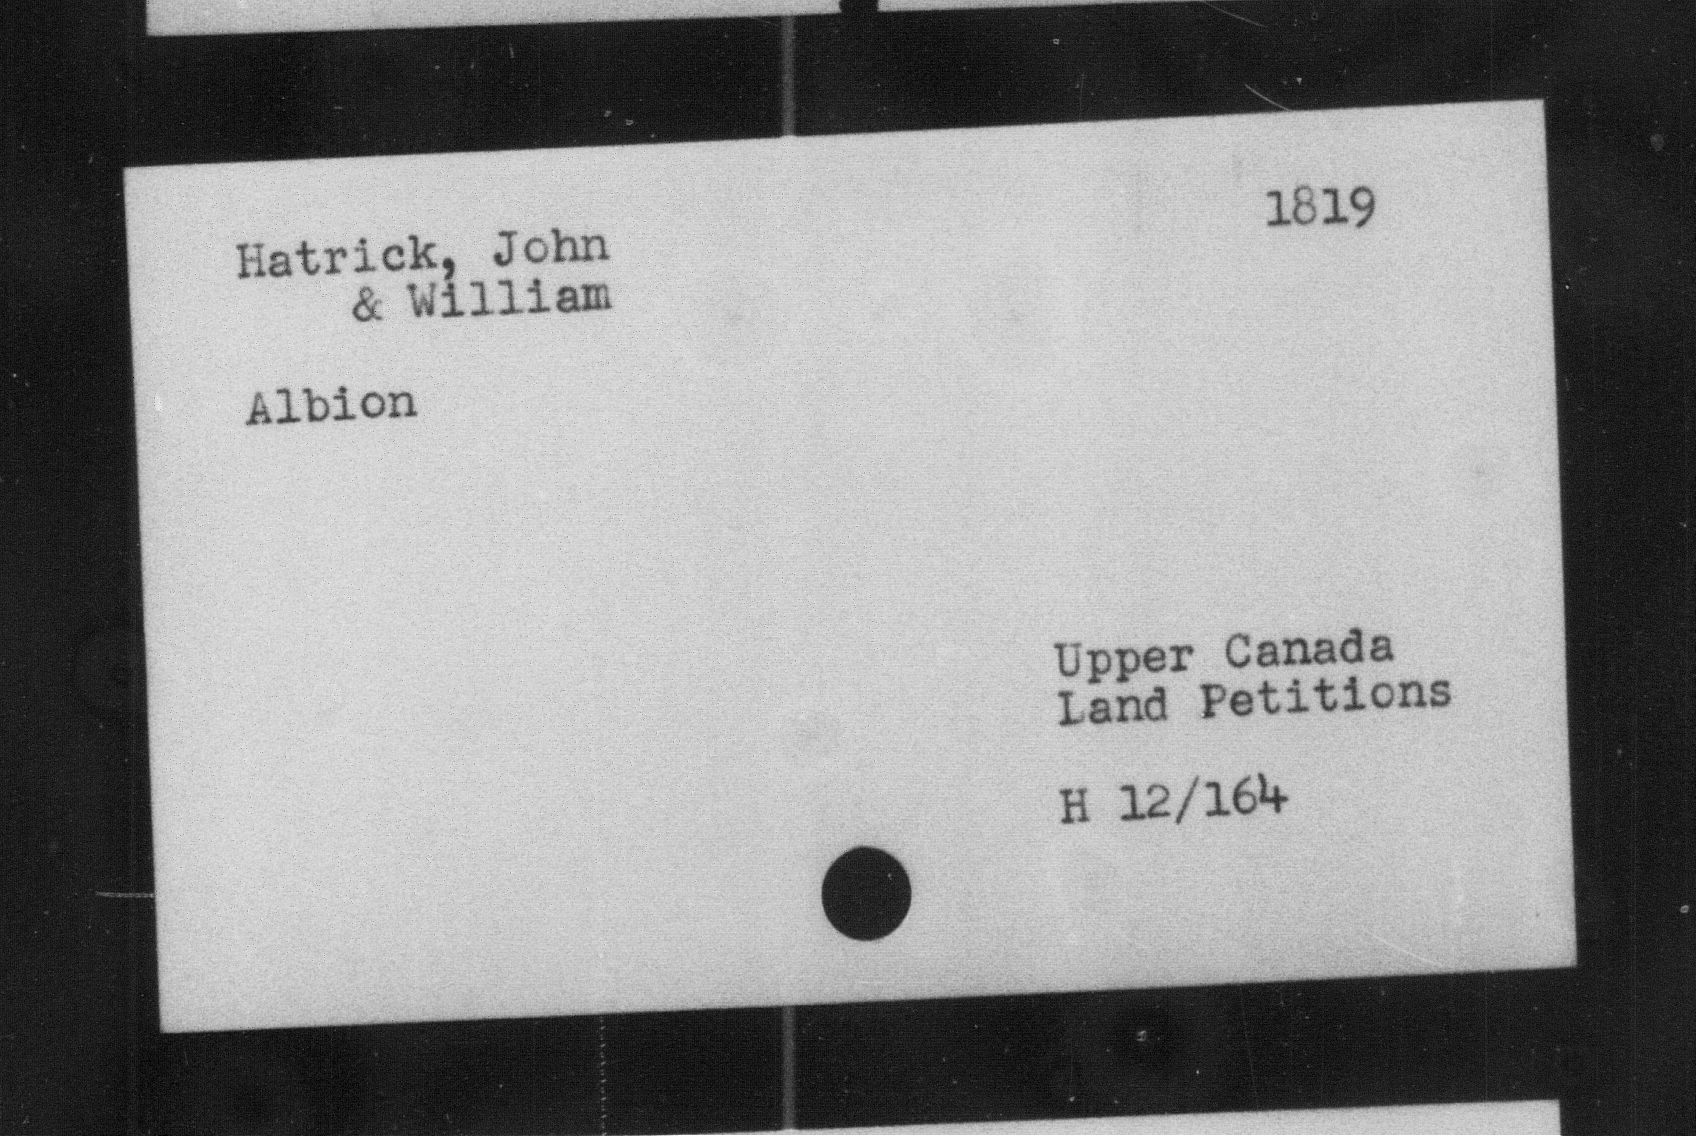 1819
Hatrick, John
& William
Albion
Upper Canada
Land Petitions
H 12/164